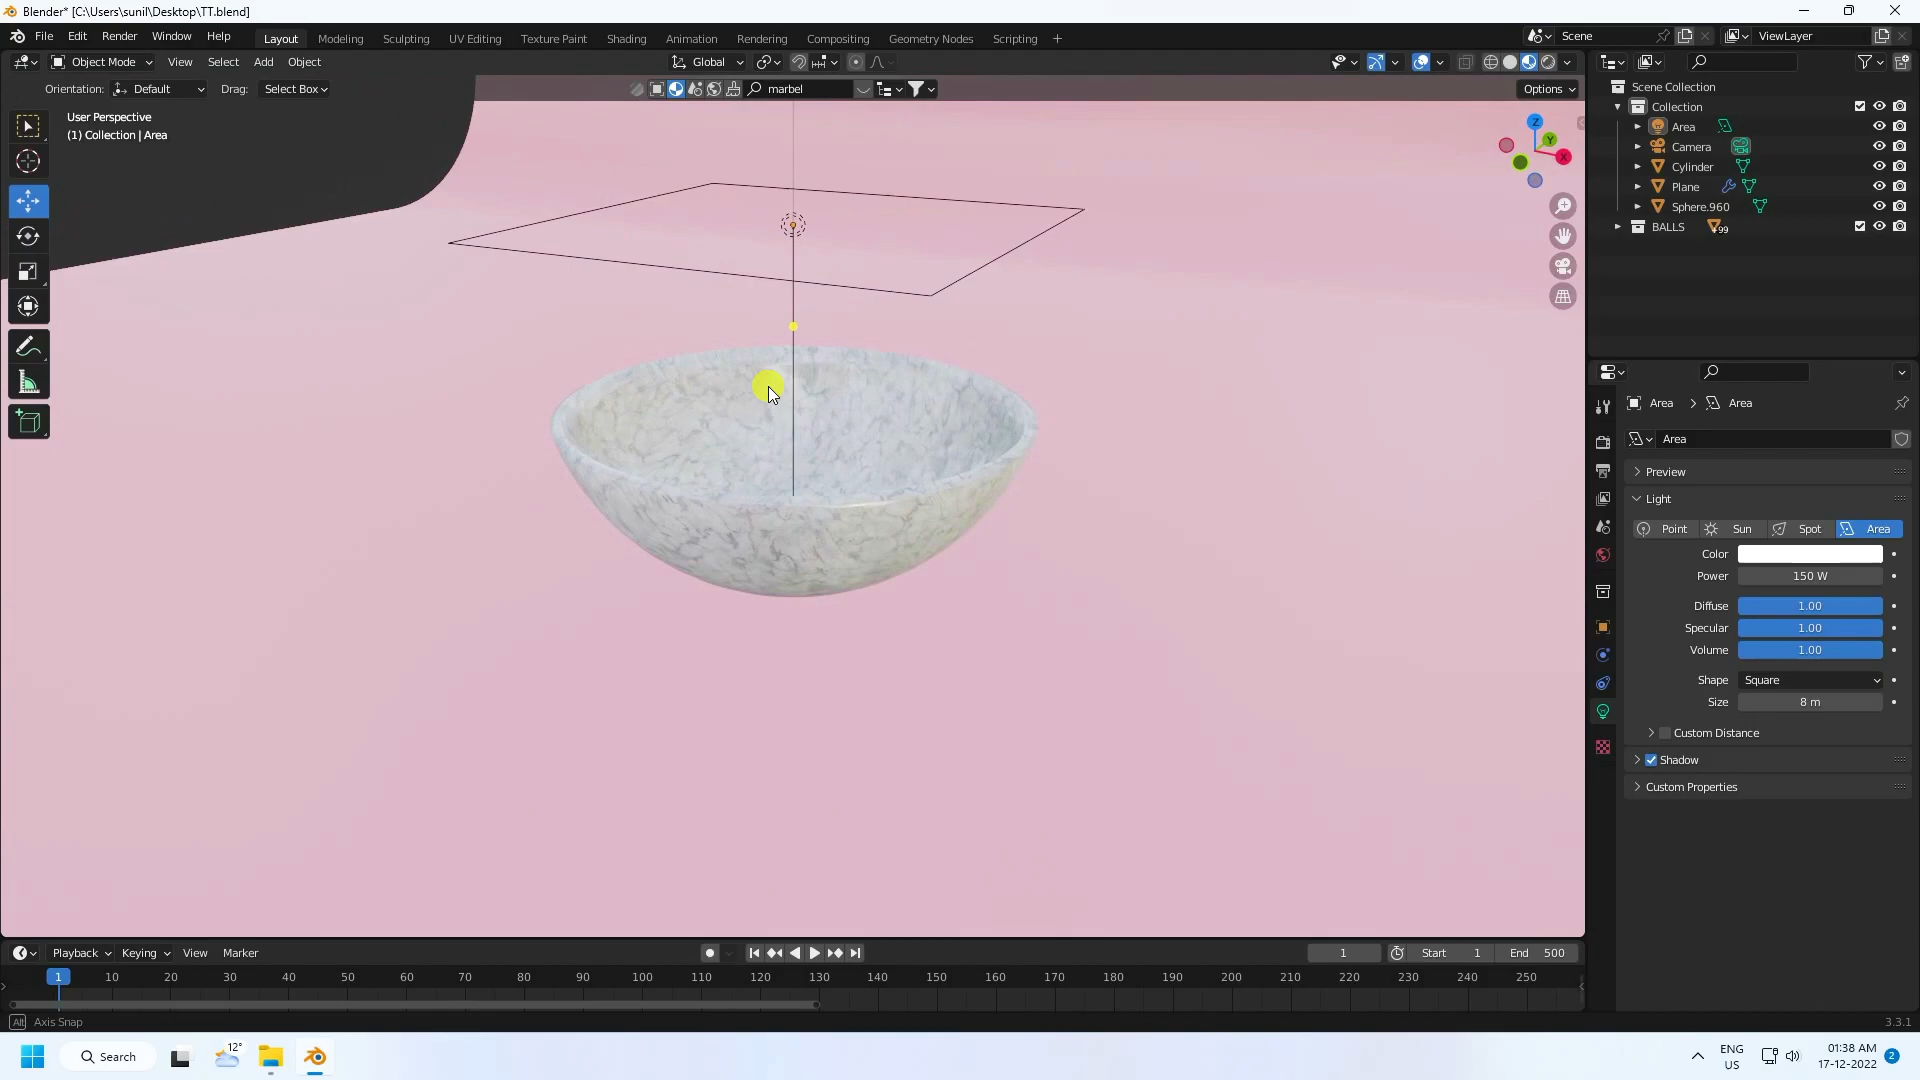 Blender* [C:\Users\sunil\Desktop\TT.blend]
File Edit Render Window Help Layout Modeling Sculpting UV Editing Texture Paint Shading Animation Rendering Compositing Geometry Nodes Scripting + Scene ViewLayer
Object Mode View Select Add Object Global
Orientation: Default Drag: Select Box marbel Options
User Perspective
(1) Collection | Area
Z
Y
X
Scene Collection
Collection
Area
Camera
Cylinder
Plane
Sphere.960
BALLS 99
Area > Area
Area
Preview
Light
Point Sun Spot Area
Color
Power 150 W
Diffuse 1.00
Specular 1.00
Volume 1.00
Shape Square
Size 8 m
Custom Distance
Shadow
Custom Properties
Playback Keying View Marker 1 Start 1 End 500
1 10 20 30 40 50 60 70 80 90 100 110 120 130 140 150 160 170 180 190 200 210 220 230 240 250
Alt Axis Snap 3.3.1
Search 12° ENG US 01:38 AM 17-12-2022 2